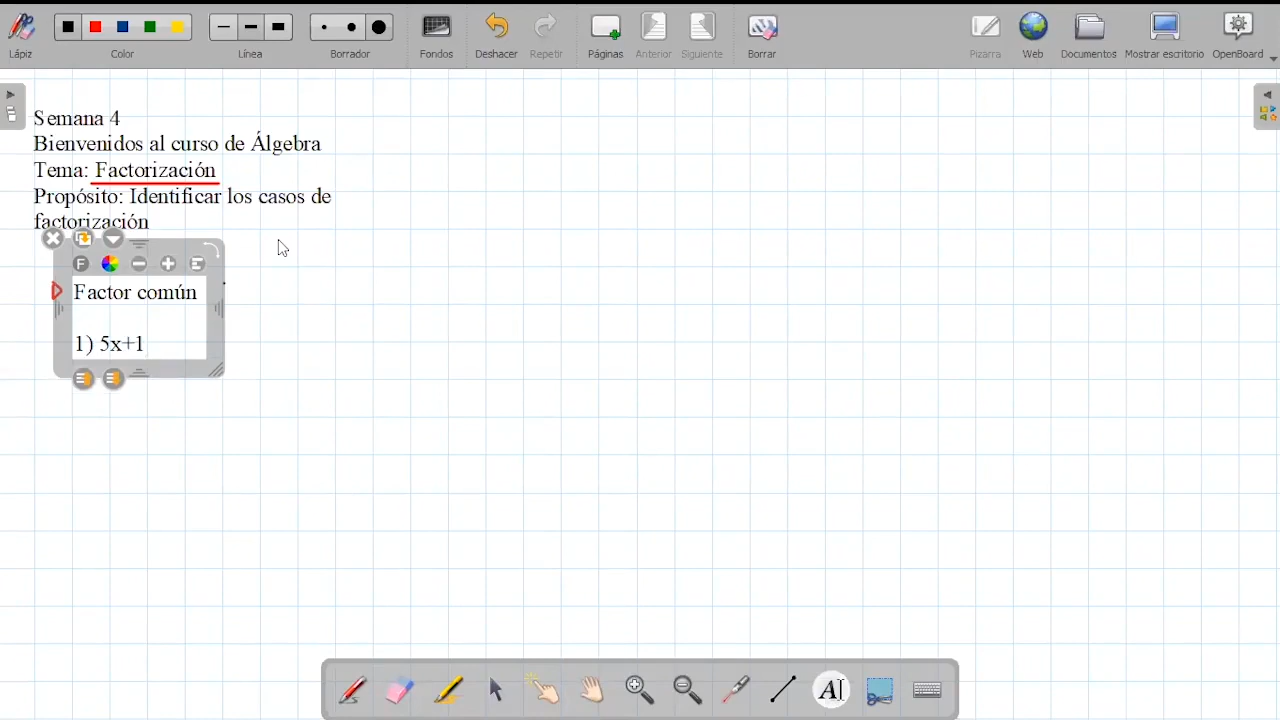 Lápiz
Color
Línea
Borrador
Fondos
Deshacer
Repetir
Páginas
Anterior
Siguiente
Borrar
Pizarra
Web
Documentos
Mostrar escritorio
OpenBoard
Semana 4
Bienvenidos al curso de Álgebra
Tema: Factorización
Propósito: Identificar los casos de
factorización
F
Factor común
1) 5x+1
A